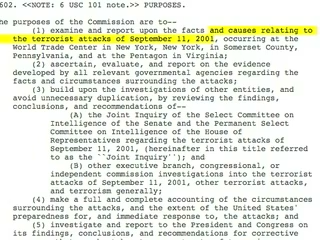 602. <<NOTE: 6 USC 101 note.>> PURPOSES.
he purposes of the Commission are to--
(1) examine and report upon the facts and causes relating to
the terrorist attacks of September 11, 2001, occurring at the
World Trade Center in New York, New York, in Somerset County,
Pennsylvania, and at the Pentagon in Virginia;
(2) ascertain, evaluate, and report on the evidence
developed by all relevant governmental agencies regarding the
facts and circumstances surrounding the attacks;
(3) build upon the investigations of other entities, and
avoid unnecessary duplication, by reviewing the findings,
conclusions, and recommendations of--
(A) the Joint Inquiry of the Select Committee on
Intelligence of the Senate and the Permanent Select
Committee on Intelligence of the House of
Representatives regarding the terrorist attacks of
September 11, 2001, (hereinafter in this title referred
to as the ``Joint Inquiry''); and
(B) other executive branch, congressional, or
independent commission investigations into the terrorist
attacks of September 11, 2001, other terrorist attacks,
and terrorism generally;
(4) make a full and complete accounting of the circumstances
surrounding the attacks, and the extent of the United States'
preparedness for, and immediate response to, the attacks; and
(5) investigate and report to the President and Congress on
its findings, conclusions, and recommendations for corrective